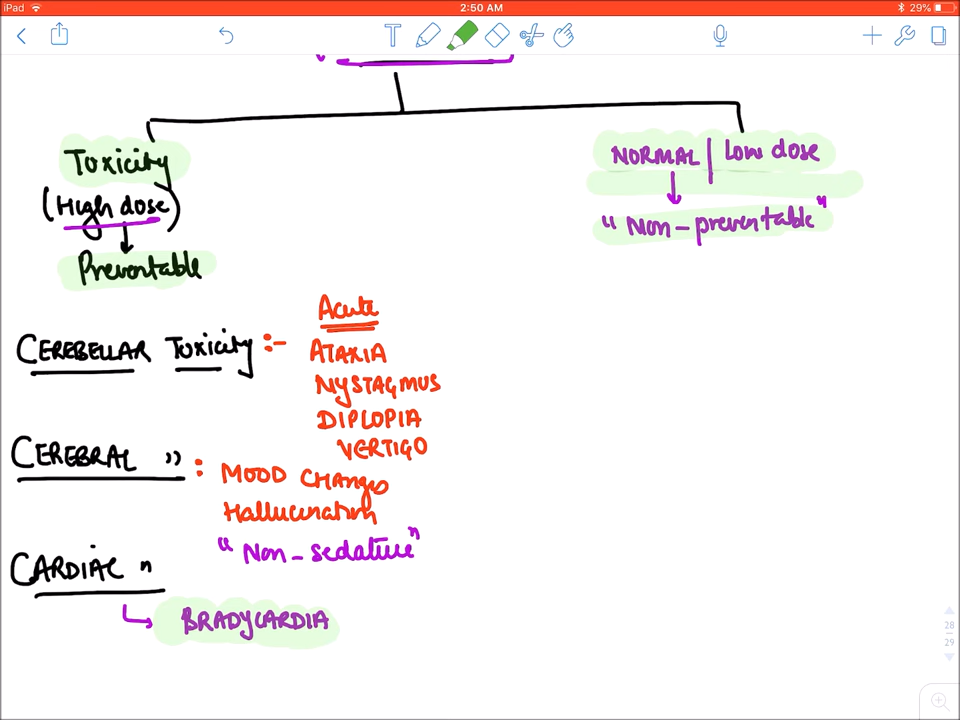 iPad
2:50 AM
29%
T
Toxicity
(High dose)
Preventable
NORMAL | Low dose
" Non-preventable "
CEREBELLAR Toxicity :-
Acute
ATAXIA
NYSTAGMUS
DIPLOPIA
VERTIGO
CEREBRAL " :
MOOD CHANges
Hallucination
" Non-sedative "
CARDIAC "
BRADYCARDIA
28
29